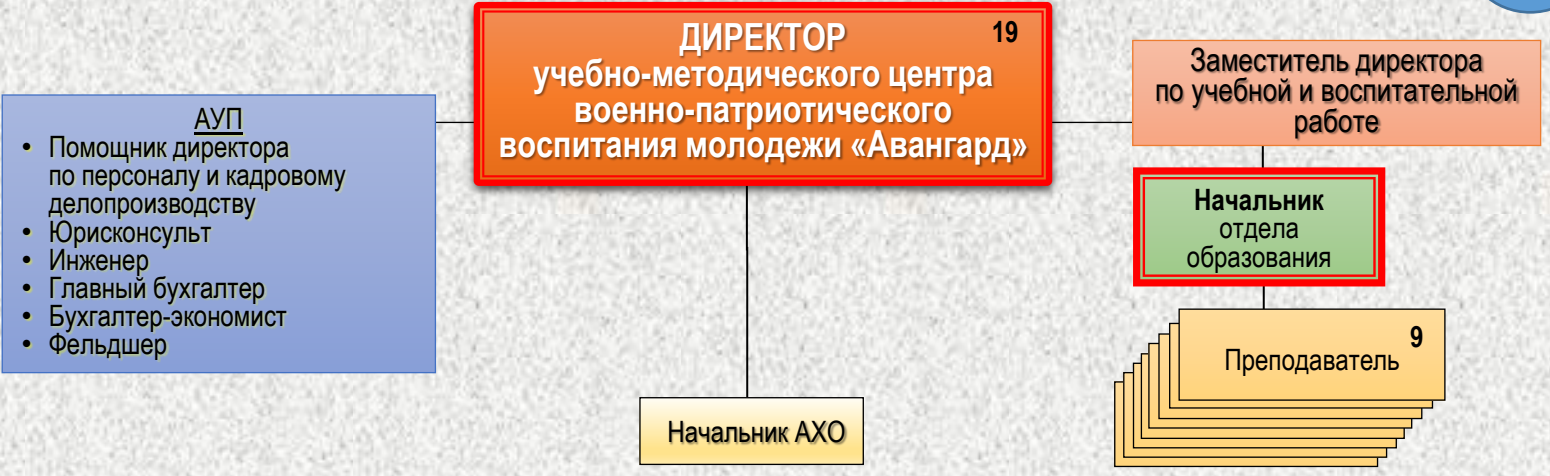 ДИРЕКТОР 19
учебно-методического центра
военно-патриотического
воспитания молодежи «Авангард»
АУП
• Помощник директора
по персоналу и кадровому
делопроизводству
• Юрисконсульт
• Инженер
• Главный бухгалтер
• Бухгалтер-экономист
• Фельдшер
Заместитель директора
по учебной и воспитательной
работе
Начальник
отдела
образования
9
Преподаватель
Начальник АХО